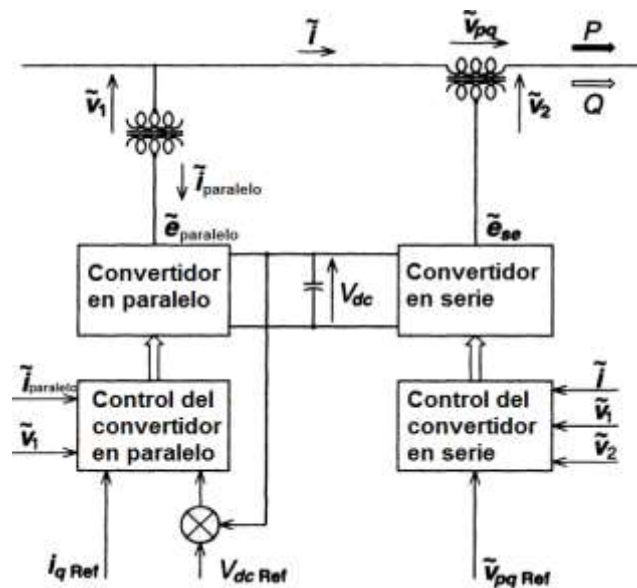 ĩ
ṽpq
P
ṽ1
ṽ2
Q
ĩparalelo
ẽparalelo
ẽse
Convertidor
en paralelo
Vdc
Convertidor
en serie
ĩparalelo
ṽ1
Control del
convertidor
en paralelo
Control del
convertidor
en serie
ĩ
ṽ1
ṽ2
iq Ref
Vdc Ref
ṽpq Ref